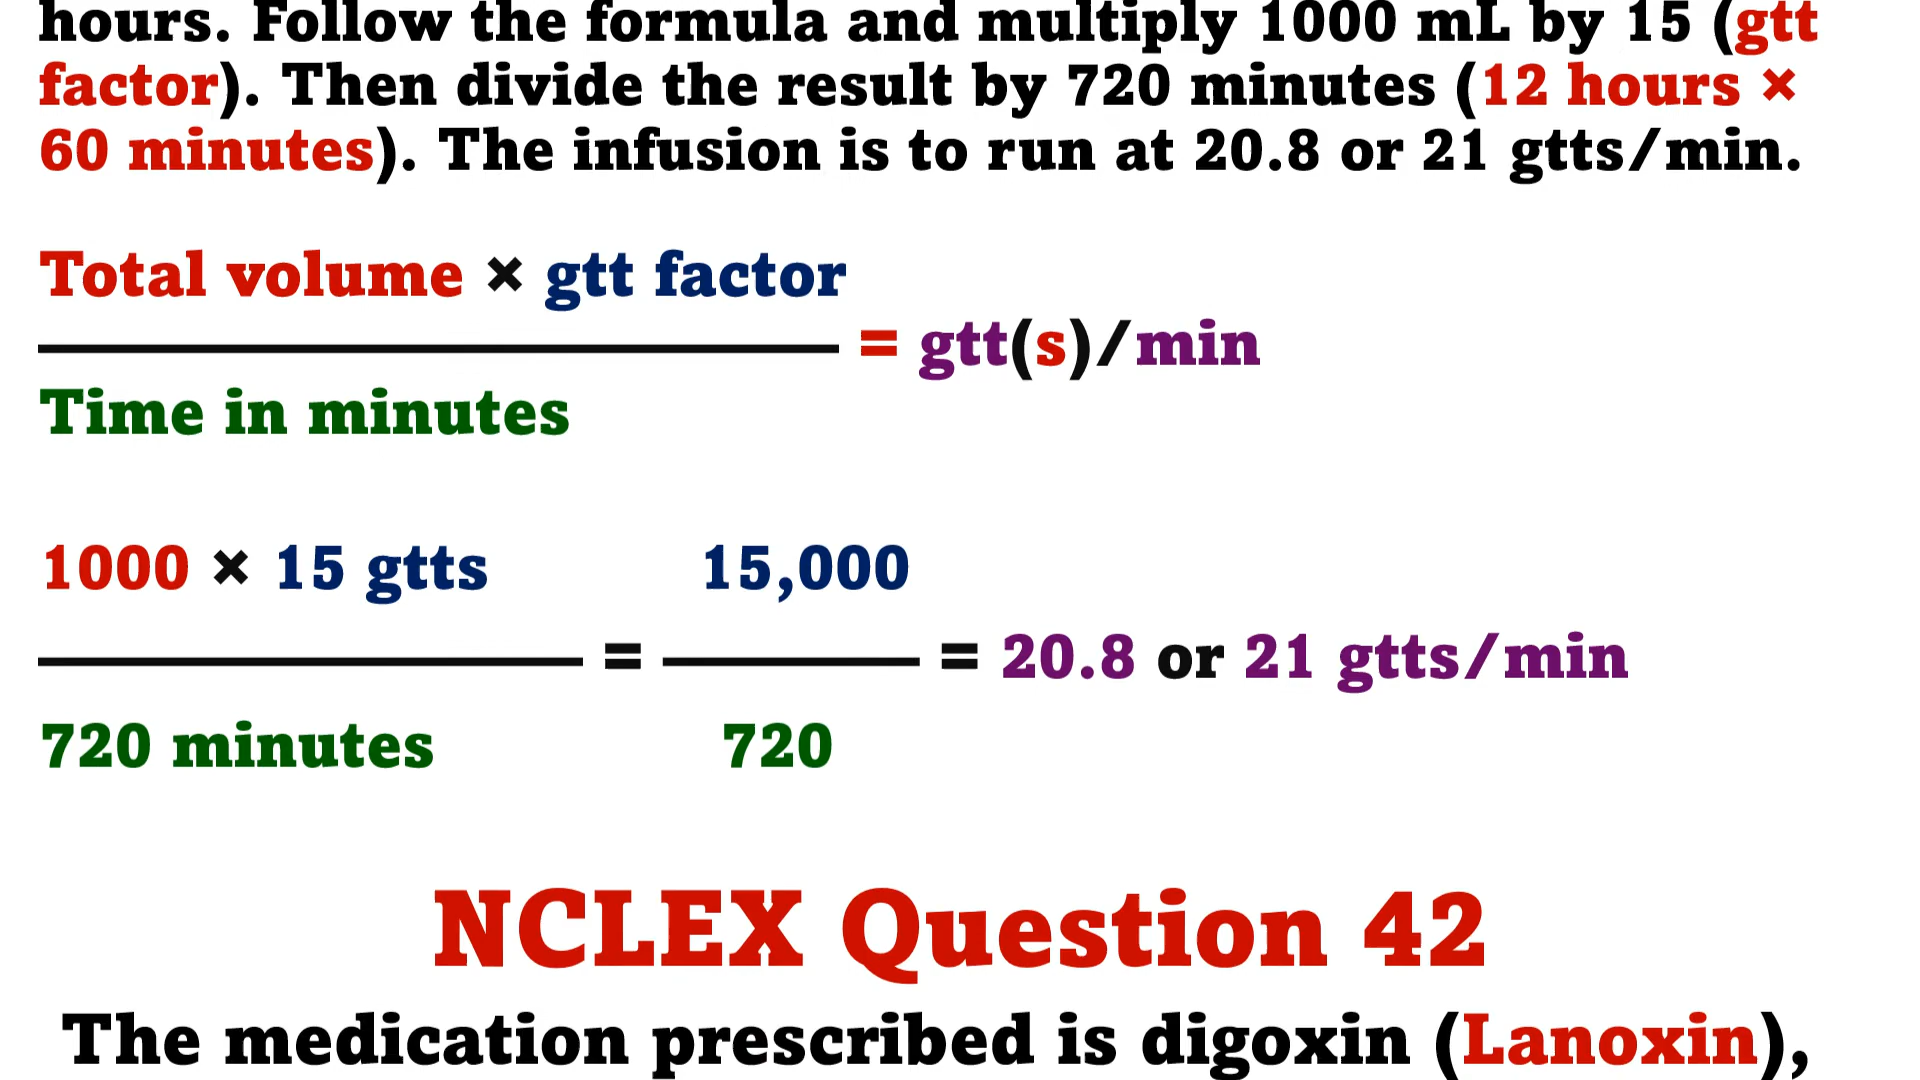 hours. Follow the formula and multiply 1000 mL by 15 (gtt
factor). Then divide the result by 720 minutes (12 hours ×
60 minutes). The infusion is to run at 20.8 or 21 gtts/min.
Total volume × gtt factor
= gtt(s)/min
Time in minutes
1000 × 15 gtts 15,000
= = 20.8 or 21 gtts/min
720 minutes 720
NCLEX Question 42
The medication prescribed is digoxin (Lanoxin),